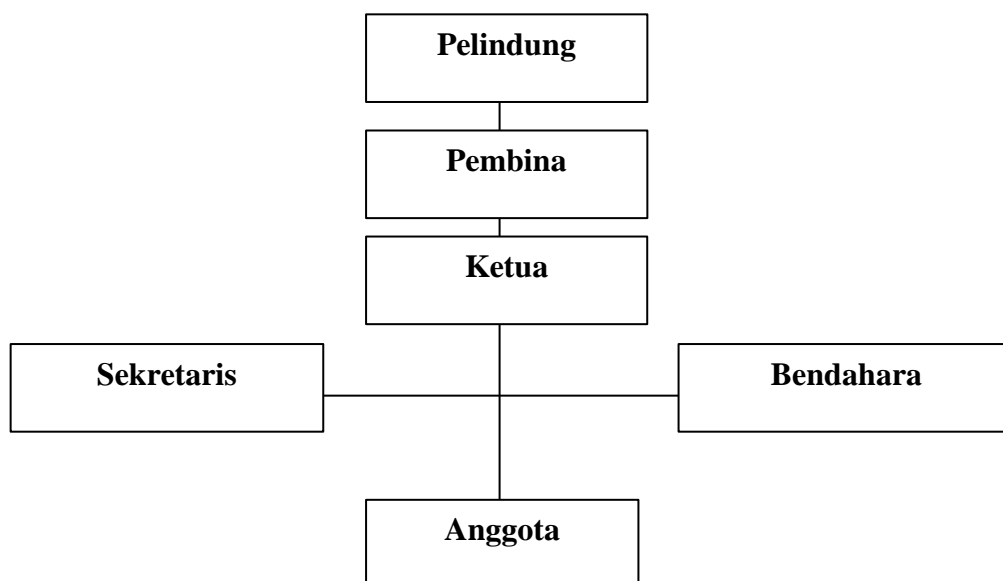 Pelindung
Pembina
Ketua
Sekretaris
Bendahara
Anggota